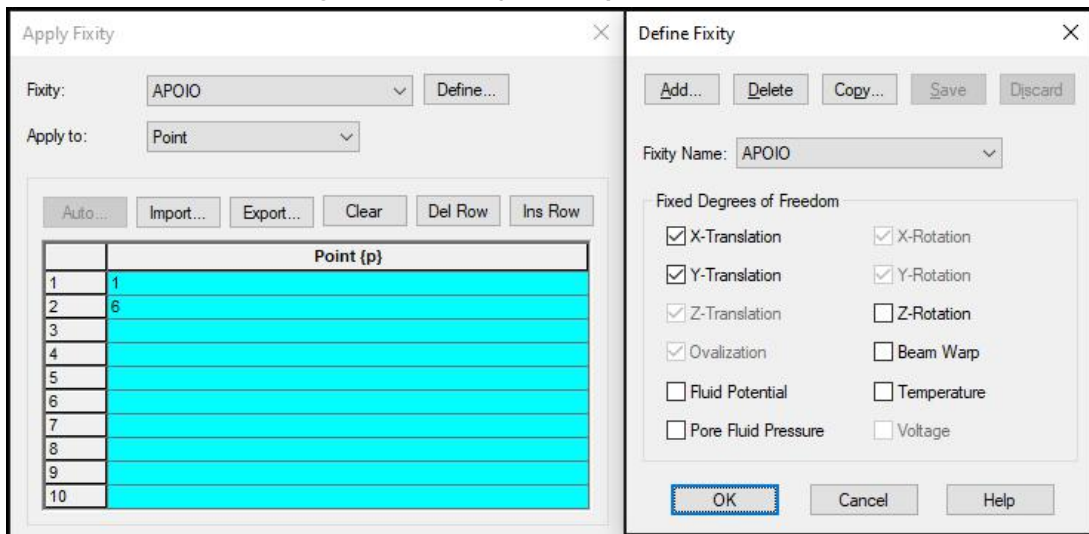 Apply Fixity
Fixity: APOIO Define...
Apply to: Point
Auto... Import... Export... Clear Del Row Ins Row
Point {p}
1 1
2 6
3
4
5
6
7
8
9
10
Define Fixity
Add... Delete Copy... Save Discard
Fixity Name: APOIO
Fixed Degrees of Freedom
X-Translation X-Rotation
Y-Translation Y-Rotation
Z-Translation Z-Rotation
Ovalization Beam Warp
Fluid Potential Temperature
Pore Fluid Pressure Voltage
OK Cancel Help